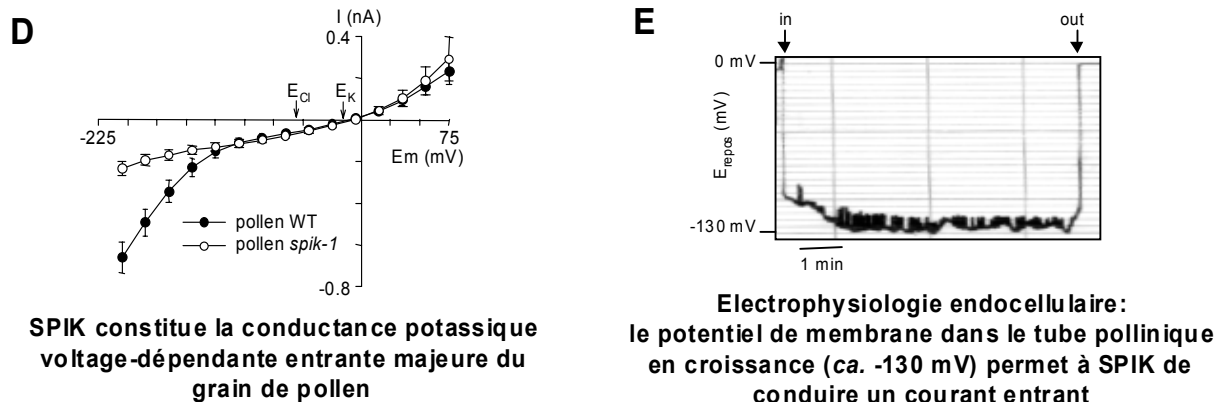 D
I (nA)
0.4
E_Cl
E_K
-225
75
Em (mV)
pollen WT
pollen spik-1
-0.8
SPIK constitue la conductance potassique
voltage-dépendante entrante majeure du
grain de pollen
E
in
out
0 mV
E_repos (mV)
-130 mV
1 min
Electrophysiologie endocellulaire:
le potentiel de membrane dans le tube pollinique
en croissance (ca. -130 mV) permet à SPIK de
conduire un courant entrant